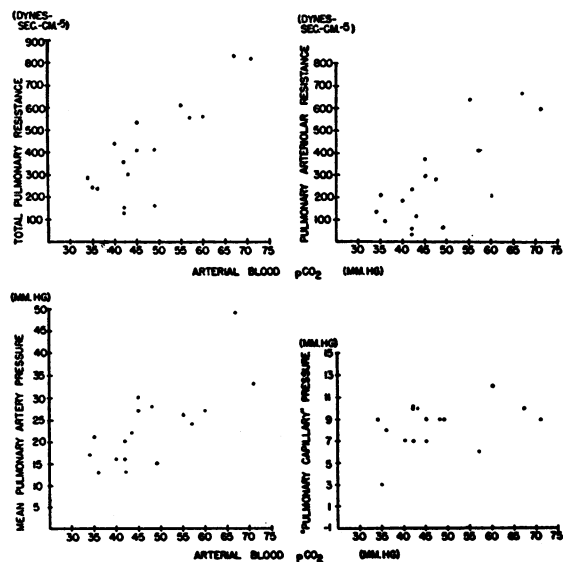 (DYNES-
SEC.-CM.-5)
TOTAL PULMONARY RESISTANCE
900
800
700
600
500
400
300
200
100
30 35 40 45 50 55 60 65 70 75
(DYNES-
SEC.-CM-5)
PULMONARY ARTERIOLAR RESISTANCE
800
700
600
500
400
300
200
100
30 35 40 45 50 55 60 65 70 75
ARTERIAL BLOOD pCO2 (MM. HG)
(MM.HG)
MEAN PULMONARY ARTERY PRESSURE
50
45
40
35
30
25
20
15
10
5
30 35 40 45 50 55 60 65 70 75
(MM.HG)
"PULMONARY CAPILLARY" PRESSURE
15
13
11
9
7
5
3
-1
30 35 40 45 50 55 60 65 70 75
ARTERIAL BLOOD pCO2 (MM.HG)